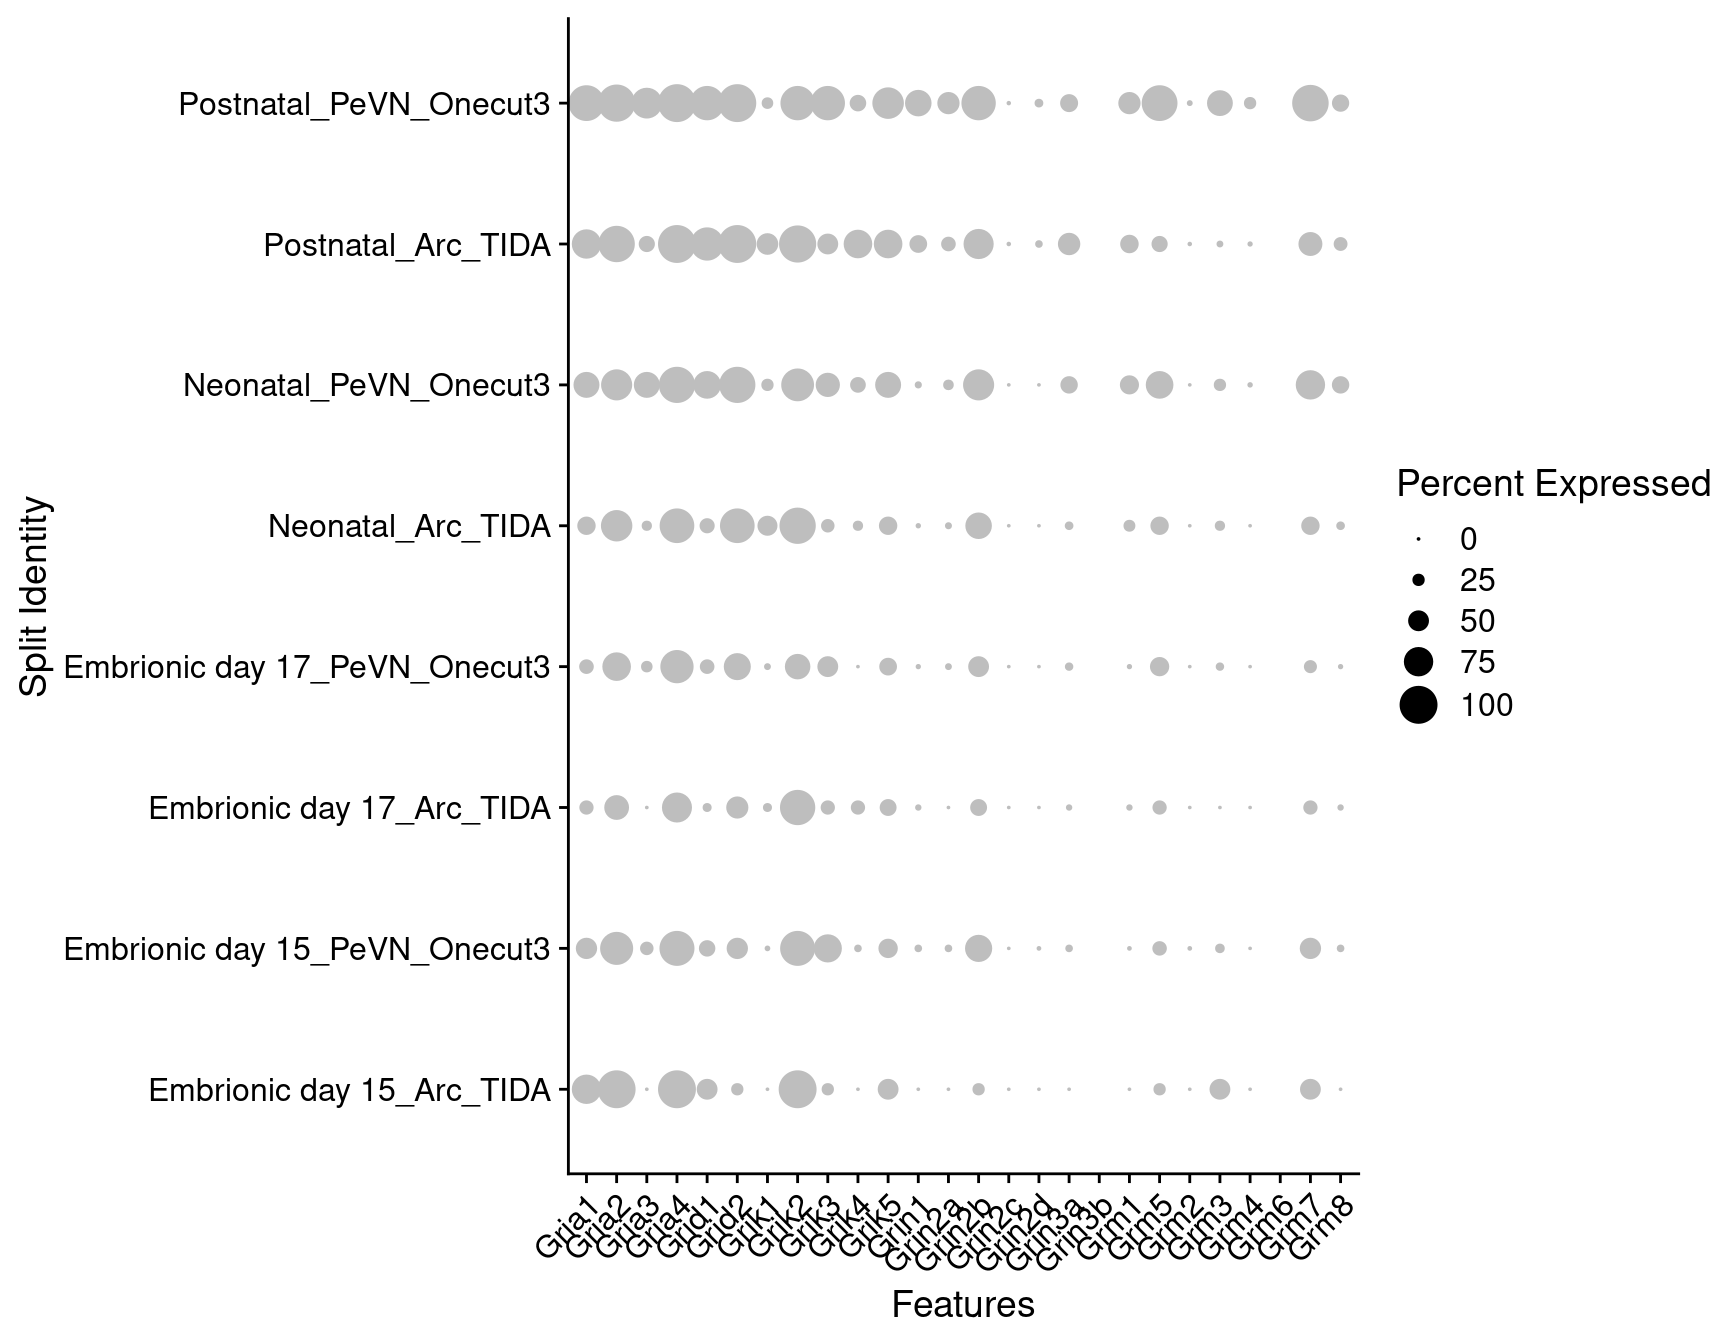 Postnatal_PeVN_Onecut3
Postnatal_Arc_TIDA
Neonatal_PeVN_Onecut3
Neonatal_Arc_TIDA
Embrionic day 17_PeVN_Onecut3
Embrionic day 17_Arc_TIDA
Embrionic day 15_PeVN_Onecut3
Embrionic day 15_Arc_TIDA
Split Identity
Gria1
Gria2
Gria3
Gria4
Grid1
Grid2
Grik1
Grik2
Grik3
Grik4
Grik5
Grin1
Grin2a
Grin2b
Grin2c
Grin2d
Grin3a
Grin3b
Grm1
Grm5
Grm2
Grm3
Grm4
Grm6
Grm7
Grm8
Features
Percent Expressed
0
25
50
75
100